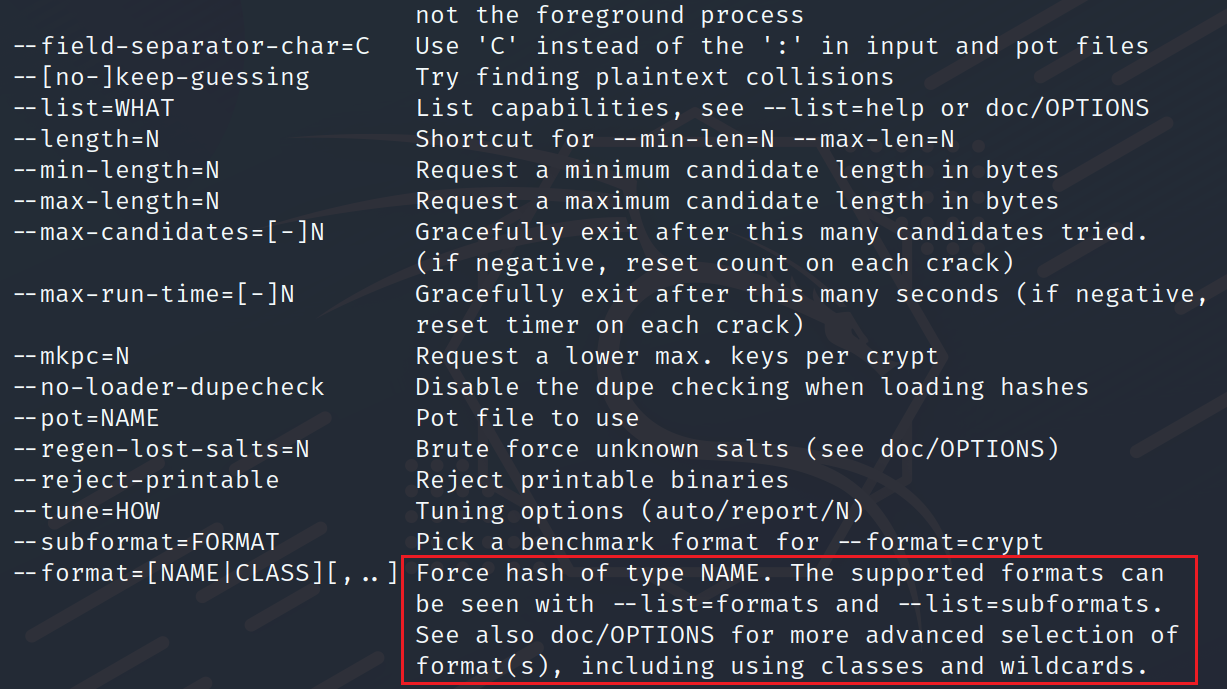 not the foreground process
--field-separator-char=C Use 'C' instead of the ':' in input and pot files
--[no-]keep-guessing Try finding plaintext collisions
--list=WHAT List capabilities, see --list=help or doc/OPTIONS
--length=N Shortcut for --min-len=N --max-len=N
--min-length=N Request a minimum candidate length in bytes
--max-length=N Request a maximum candidate length in bytes
--max-candidates=[-]N Gracefully exit after this many candidates tried.
(if negative, reset count on each crack)
--max-run-time=[-]N Gracefully exit after this many seconds (if negative,
reset timer on each crack)
--mkpc=N Request a lower max. keys per crypt
--no-loader-dupecheck Disable the dupe checking when loading hashes
--pot=NAME Pot file to use
--regen-lost-salts=N Brute force unknown salts (see doc/OPTIONS)
--reject-printable Reject printable binaries
--tune=HOW Tuning options (auto/report/N)
--subformat=FORMAT Pick a benchmark format for --format=crypt
--format=[NAME|CLASS][,..] Force hash of type NAME. The supported formats can
be seen with --list=formats and --list=subformats.
See also doc/OPTIONS for more advanced selection of
format(s), including using classes and wildcards.